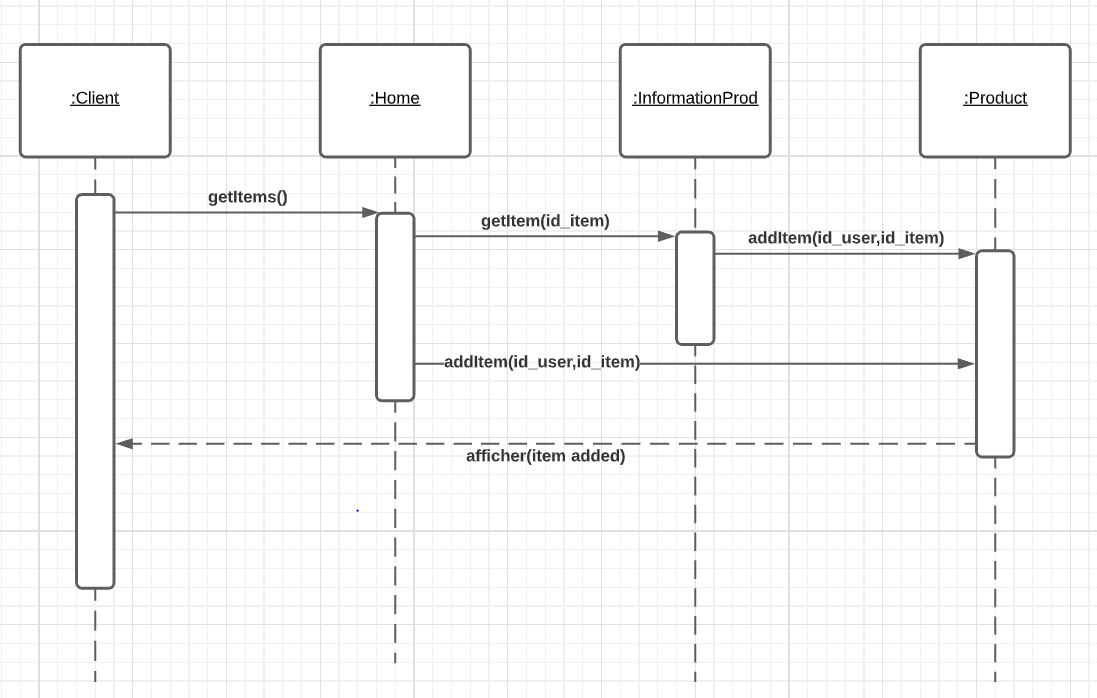 :Client
:Home
:InformationProd
:Product
getItems()
getItem(id_item)
addItem(id_user,id_item)
addItem(id_user,id_item)
afficher(item added)